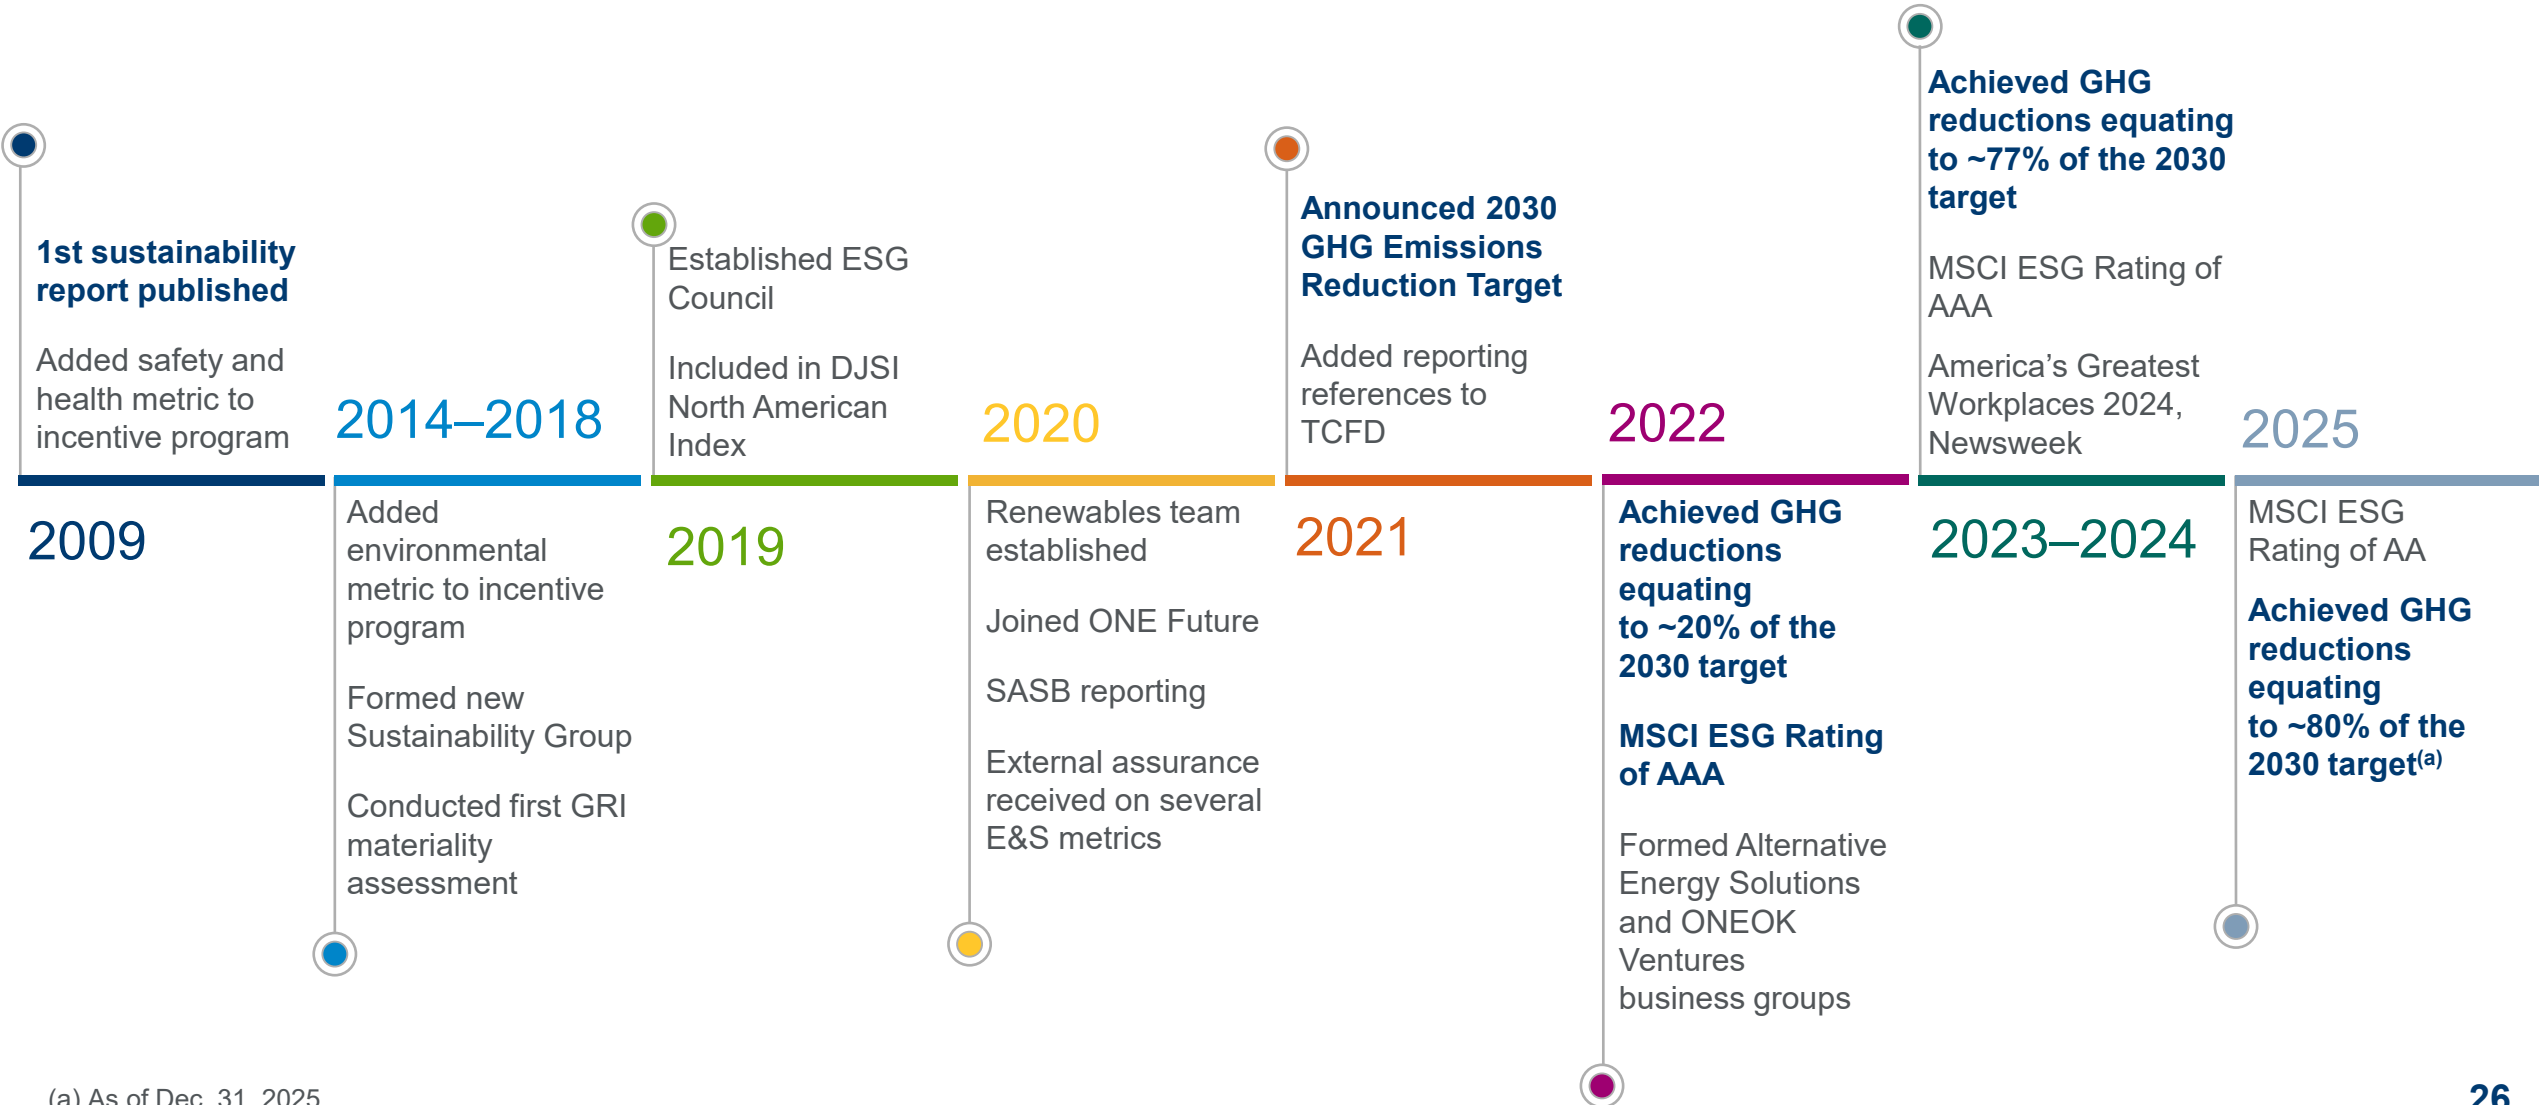 1st sustainability
report published
Added safety and
health metric to
incentive program
2009
2014–2018
Added
environmental
metric to incentive
program
Formed new
Sustainability Group
Conducted first GRI
materiality
assessment
Established ESG
Council
Included in DJSI
North American
Index
2019
2020
Renewables team
established
Joined ONE Future
SASB reporting
External assurance
received on several
E&S metrics
Announced 2030
GHG Emissions
Reduction Target
Added reporting
references to
TCFD
2021
2022
Achieved GHG
reductions
equating
to ~20% of the
2030 target
MSCI ESG Rating
of AAA
Formed Alternative
Energy Solutions
and ONEOK
Ventures
business groups
Achieved GHG
reductions equating
to ~77% of the 2030
target
MSCI ESG Rating of
AAA
America’s Greatest
Workplaces 2024,
Newsweek
2023–2024
2025
MSCI ESG
Rating of AA
Achieved GHG
reductions
equating
to ~80% of the
2030 target(a)
(a) As of Dec. 31, 2025
26